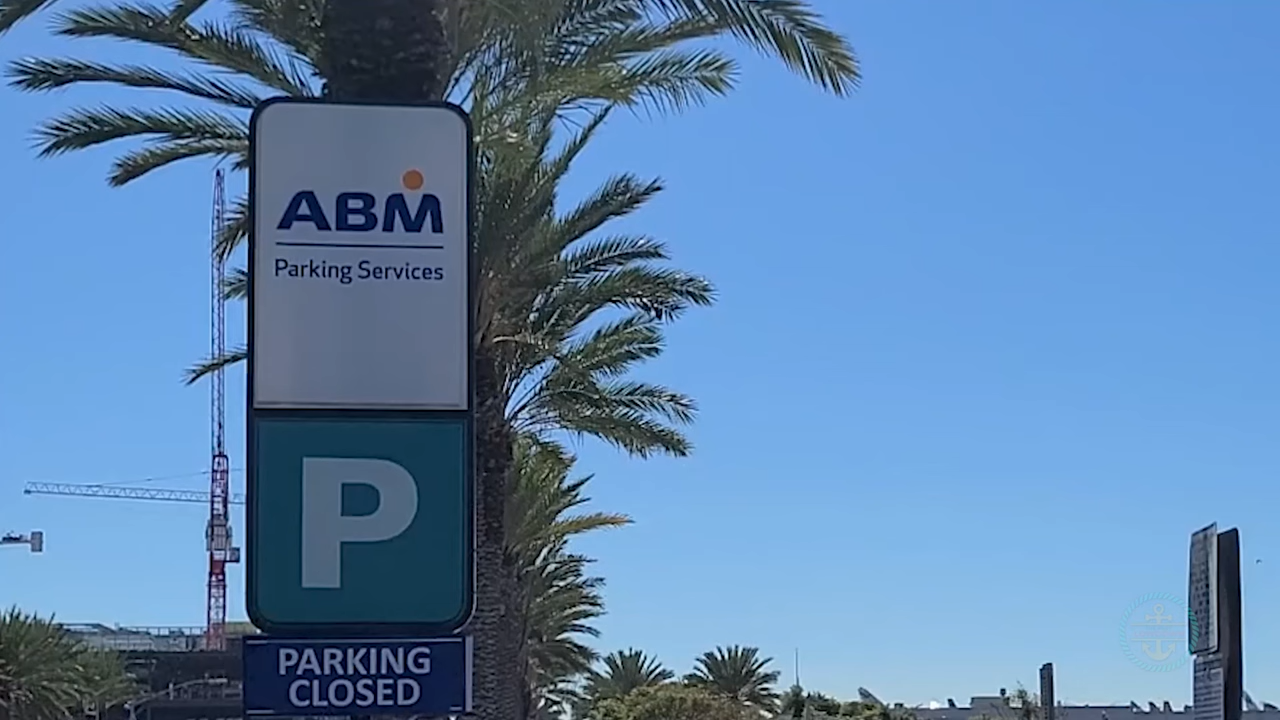 ABM
Parking Services
P
PARKING
CLOSED